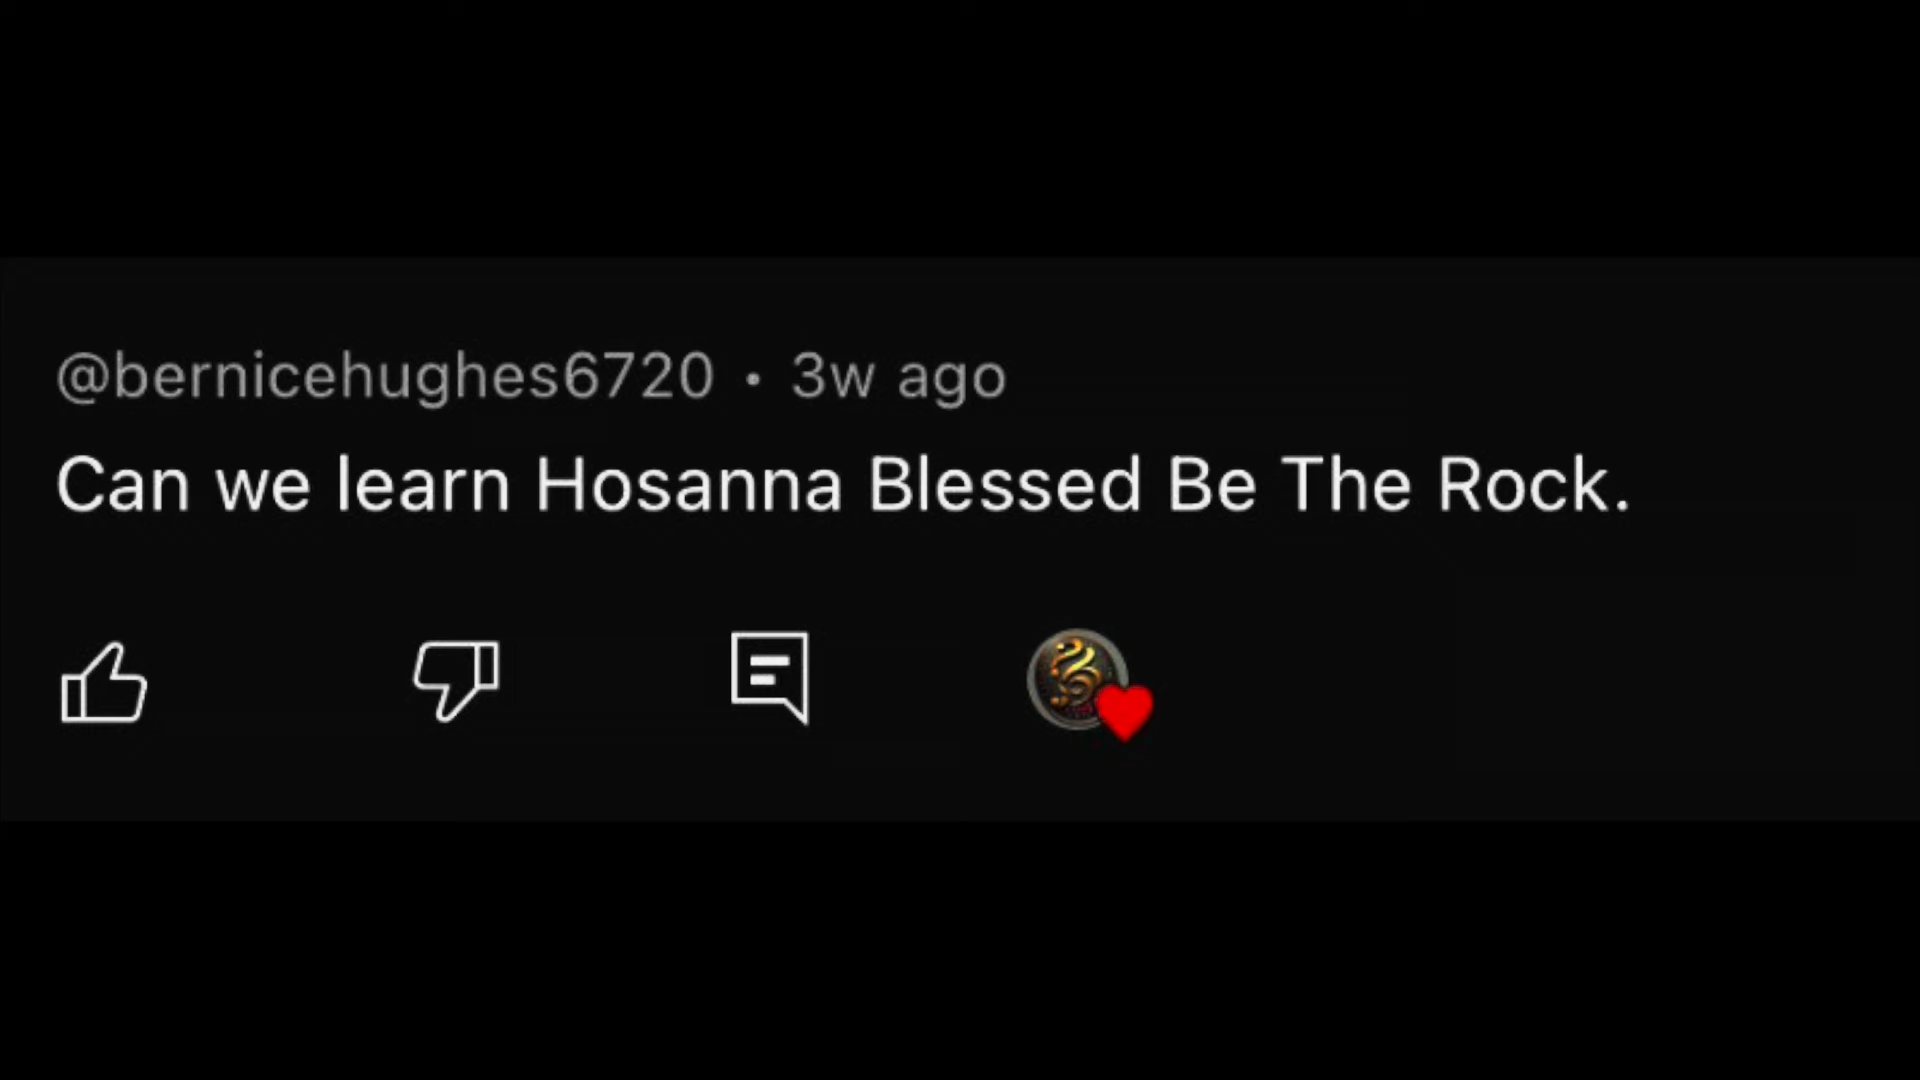 @bernicehughes6720 · 3w ago
Can we learn Hosanna Blessed Be The Rock.